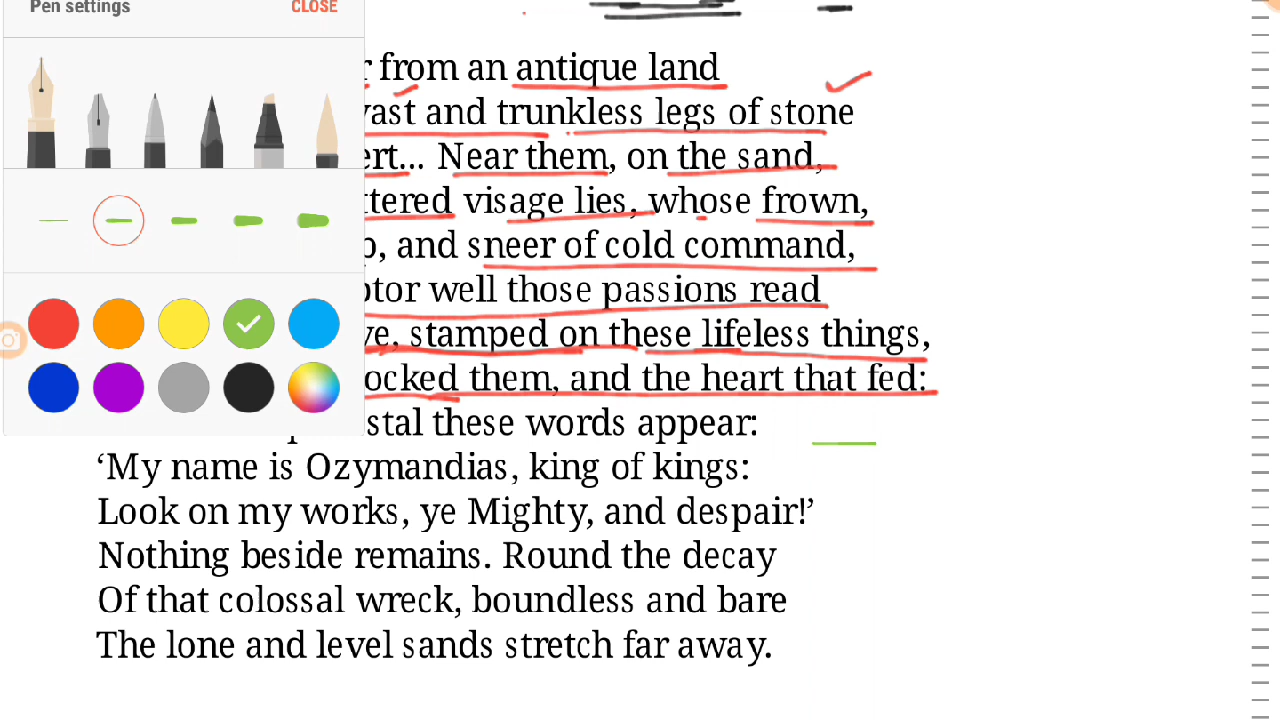 Pen settings CLOSE
from an antique land
vast and trunkless legs of stone
ert... Near them, on the sand,
ttered visage lies, whose frown,
p, and sneer of cold command,
ptor well those passions read
ve, stamped on these lifeless things,
ocked them, and the heart that fed:
stal these words appear:
‘My name is Ozymandias, king of kings:
Look on my works, ye Mighty, and despair!’
Nothing beside remains. Round the decay
Of that colossal wreck, boundless and bare
The lone and level sands stretch far away.